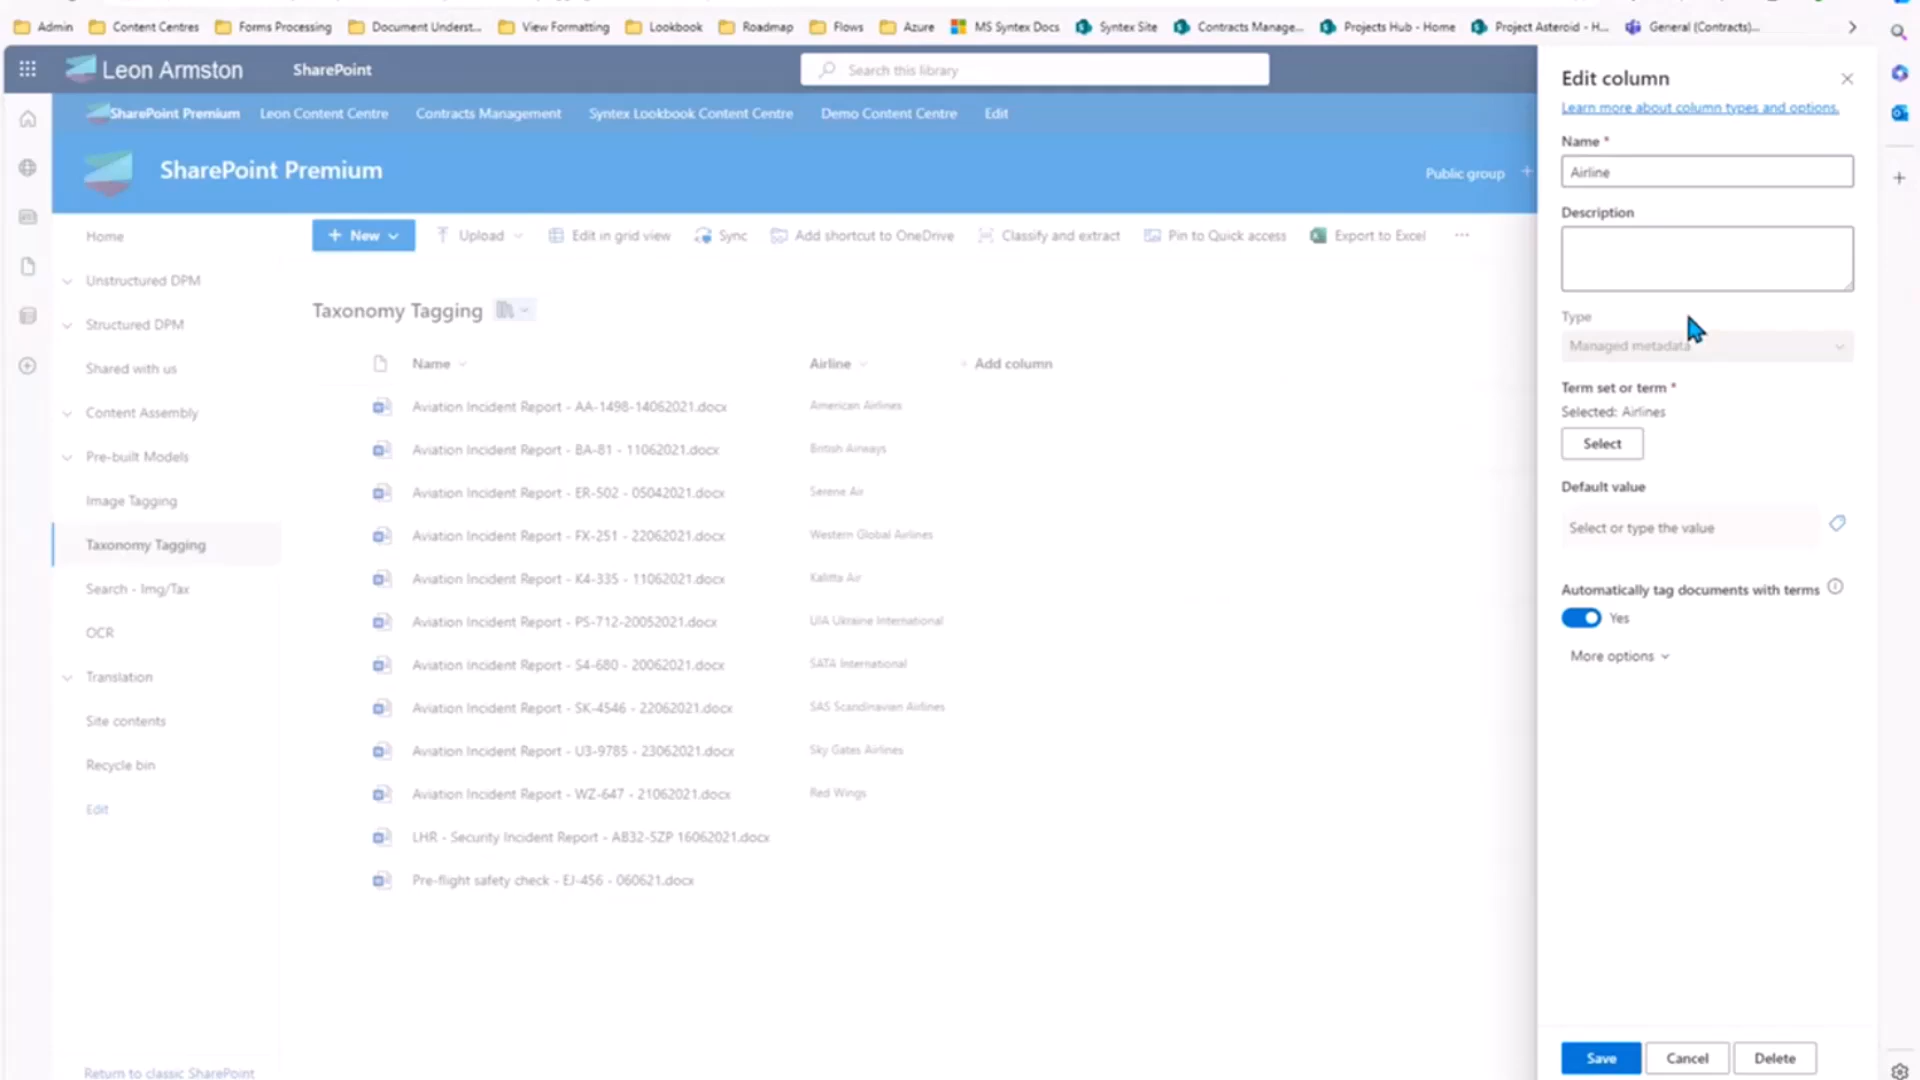 Admin Content Centres Forms Processing Document Underst... View Formatting Lookbook Roadmap Flows Azure MS Syntex Docs Syntex Site Contracts Manage... Projects Hub - Home Project Asteroid - H... General (Contracts)...
Leon Armston SharePoint Search this library
SharePoint Premium Leon Content Centre Contracts Management Syntex Lookbook Content Centre Demo Content Centre Edit
SharePoint Premium Public group
Home
Unstructured DPM
Structured DPM
Shared with us
Content Assembly
Pre-built Models
Image Tagging
Taxonomy Tagging
Search - Img/Tax
OCR
Translation
Site contents
Recycle bin
Edit
Return to classic SharePoint
+ New Upload Edit in grid view Sync Add shortcut to OneDrive Classify and extract Pin to Quick access Export to Excel ...
Taxonomy Tagging
Name Airline + Add column
Aviation Incident Report - AA-1498-14062021.docx American Airlines
Aviation Incident Report - BA-81 - 11062021.docx British Airways
Aviation Incident Report - ER-502 - 05042021.docx Serene Air
Aviation Incident Report - FX-251 - 22062021.docx Western Global Airlines
Aviation Incident Report - K4-335 - 11062021.docx Kalitta Air
Aviation Incident Report - PS-712-20052021.docx UIA Ukraine International
Aviation Incident Report - S4-680 - 20062021.docx SATA International
Aviation Incident Report - SK-4546 - 22062021.docx SAS Scandinavian Airlines
Aviation Incident Report - U3-9785 - 23062021.docx Sky Gates Airlines
Aviation Incident Report - WZ-647 - 21062021.docx Red Wings
LHR - Security Incident Report - A832-5ZP 16062021.docx
Pre-flight safety check - EJ-456 - 060621.docx
Edit column
Learn more about column types and options.
Name *
Airline
Description
Type
Managed metadata
Term set or term *
Selected: Airlines
Select
Default value
Select or type the value
Automatically tag documents with terms
Yes
More options
Save Cancel Delete